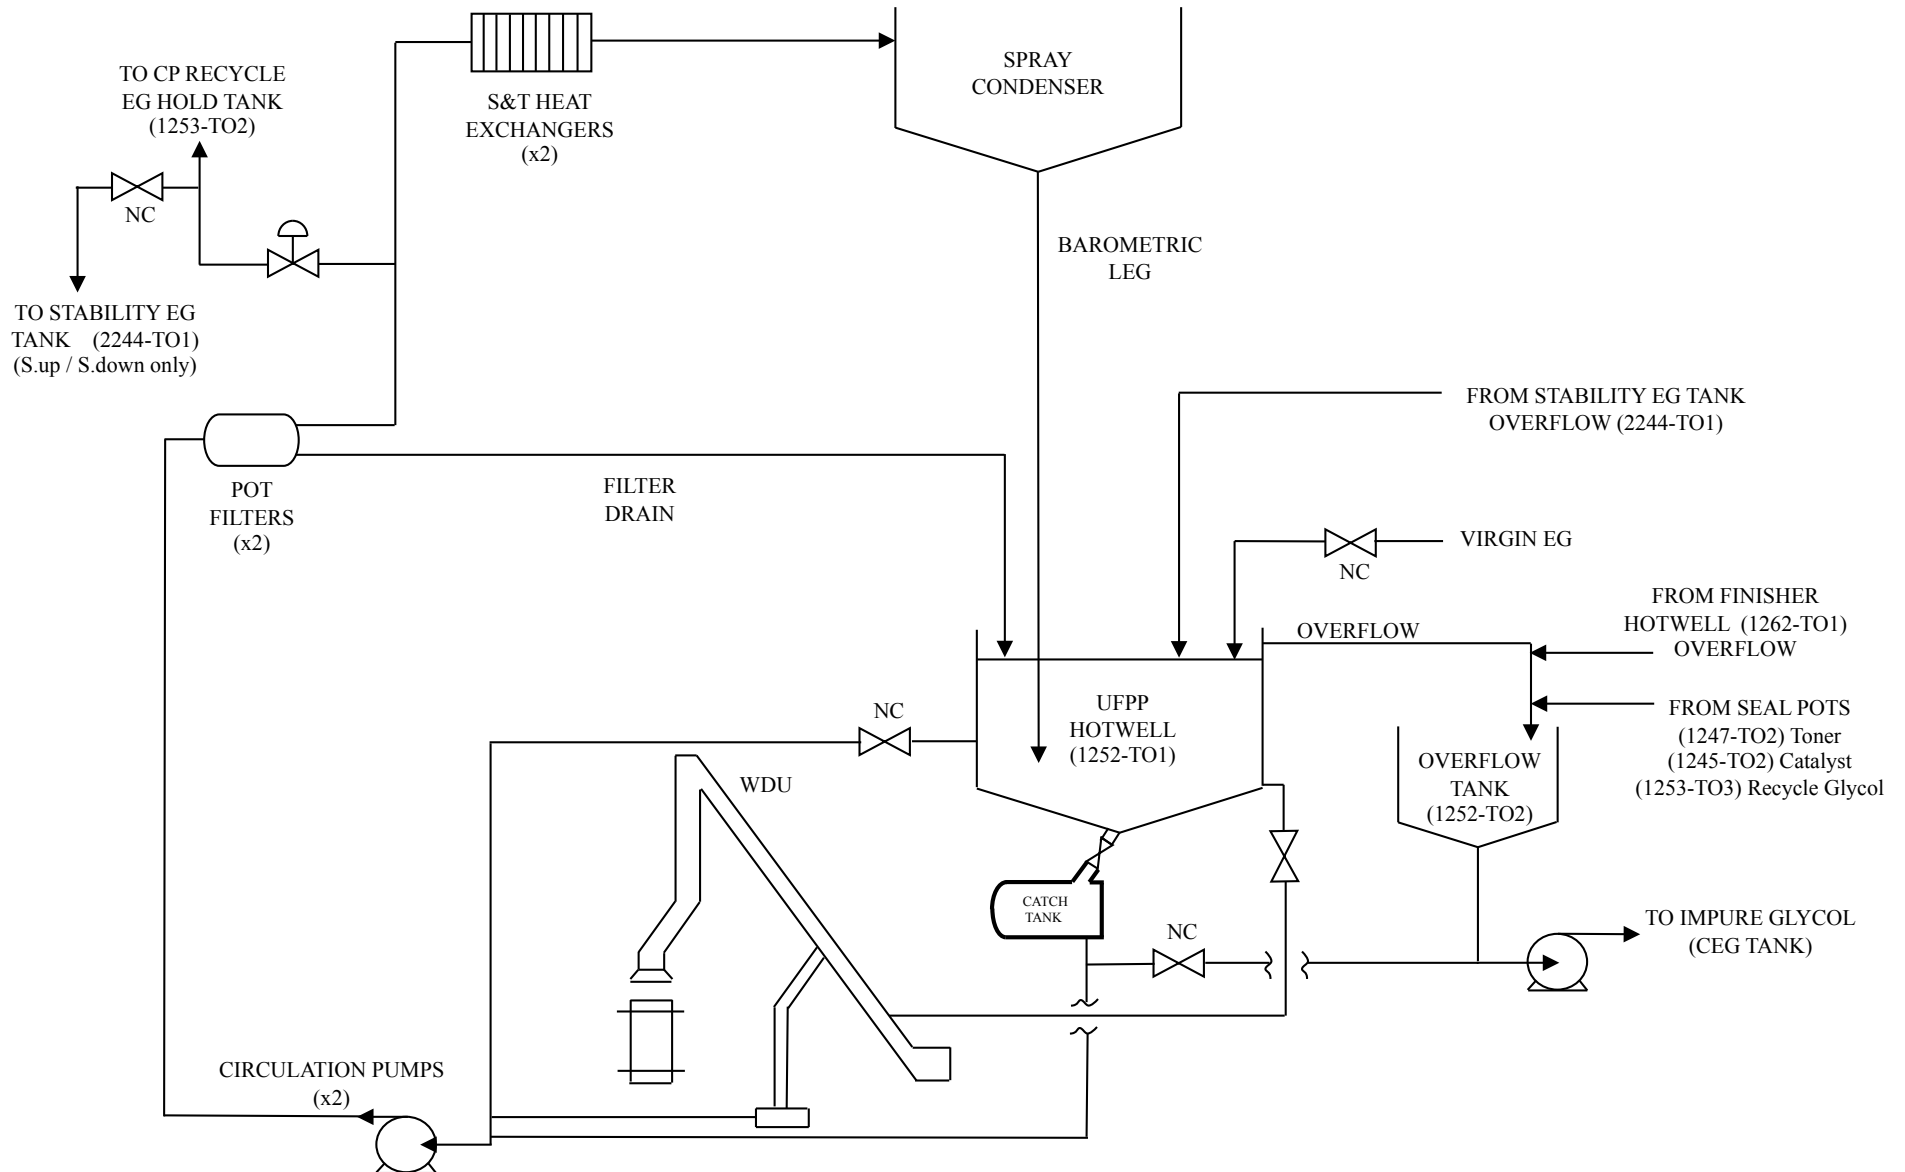 SPRAY
CONDENSER
TO CP RECYCLE
EG HOLD TANK
(1253-TO2)
S&T HEAT
EXCHANGERS
(x2)
NC
BAROMETRIC
LEG
TO STABILITY EG
TANK (2244-TO1)
(S.up / S.down only)
FROM STABILITY EG TANK
OVERFLOW (2244-TO1)
POT
FILTERS
(x2)
FILTER
DRAIN
VIRGIN EG
NC
FROM FINISHER
HOTWELL (1262-TO1)
OVERFLOW
OVERFLOW
UFPP
HOTWELL
(1252-TO1)
NC
FROM SEAL POTS
(1247-TO2) Toner
(1245-TO2) Catalyst
(1253-TO3) Recycle Glycol
OVERFLOW
TANK
(1252-TO2)
WDU
CATCH
TANK
NC
TO IMPURE GLYCOL
(CEG TANK)
CIRCULATION PUMPS
(x2)